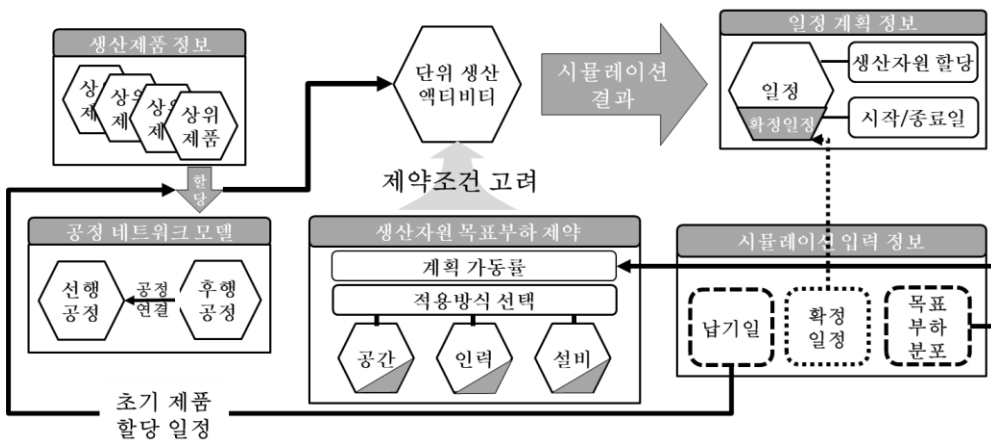 생산제품 정보
상위
제
상위
제
상위
제
상위
제품
할당
공정 네트워크 모델
선행
공정
공정
연결
후행
공정
초기 제품
할당 일정
단위 생산
액티비티
제약조건 고려
생산자원 목표부하 제약
계획 가동률
적용방식 선택
공간
인력
설비
시뮬레이션
결과
일정 계획 정보
일정
확정일정
생산자원 할당
시작/종료일
시뮬레이션 입력 정보
납기일
확정
일정
목표
부하
분포